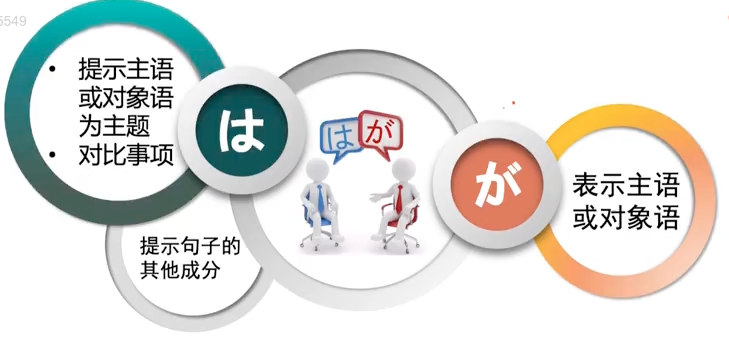 5549
• 提示主语
或对象语
为主题
• 对比事项
は
は
が
が
表示主语
或对象语
提示句子的
其他成分